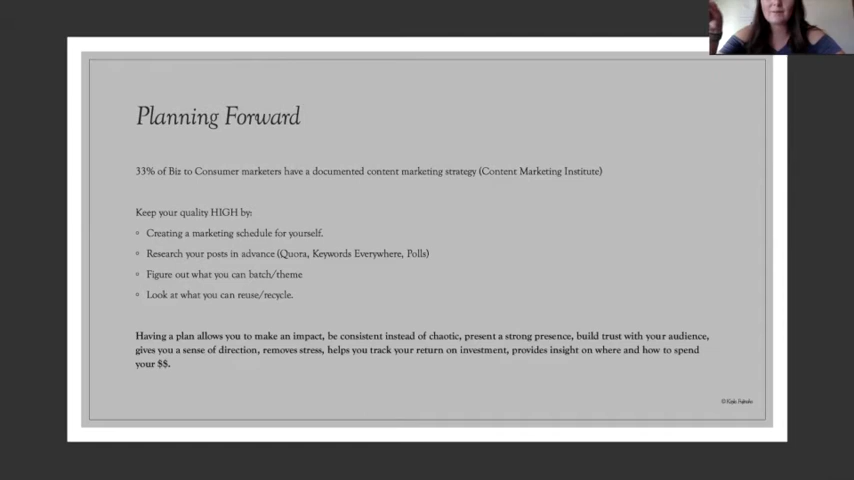 Planning Forward
33% of Biz to Consumer marketers have a documented content marketing strategy (Content Marketing Institute)
Keep your quality HIGH by:
▫ Creating a marketing schedule for yourself.
▫ Research your posts in advance (Quora, Keywords Everywhere, Polls)
▫ Figure out what you can batch/theme
▫ Look at what you can reuse/recycle.
Having a plan allows you to make an impact, be consistent instead of chaotic, present a strong presence, build trust with your audience,
gives you a sense of direction, removes stress, helps you track your return on investment, provides insight on where and how to spend
your $$.
©